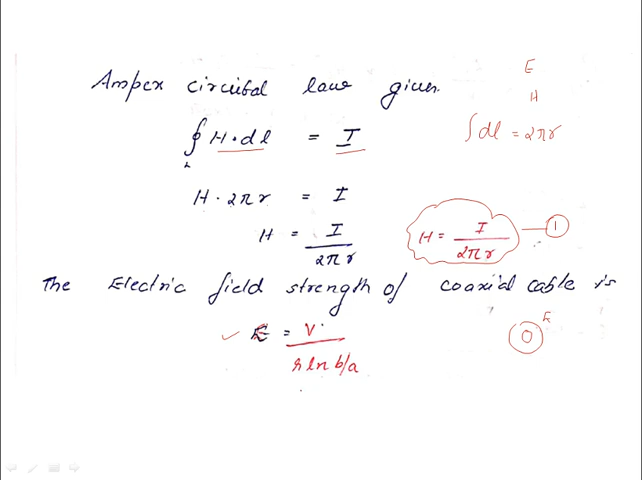 Amper circuital law gives.
∮ H · dl = I
L
H · 2πr = I
H = I / 2πr
The Electric field strength of coaxial cable is
E = V / r ln b/a
E
H
∫ dl = 2πr
H = I / 2πr — 1
E